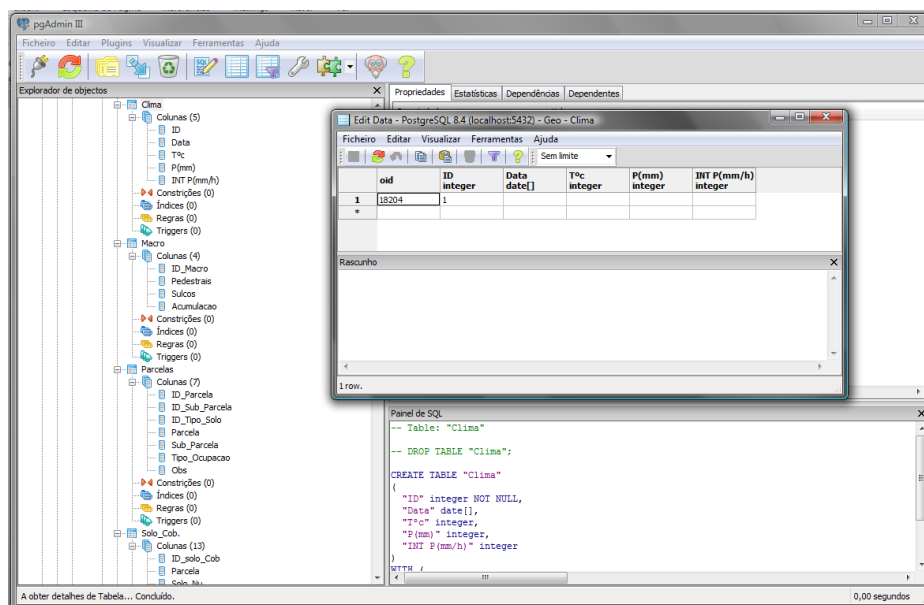 pgAdmin III
Ficheiro Editar Plugins Visualizar Ferramentas Ajuda
Explorador de objectos
Clima
Colunas (5)
ID
Data
Tºc
P(mm)
INT P(mm/h)
Constrições (0)
Índices (0)
Regras (0)
Triggers (0)
Macro
Colunas (4)
ID_Macro
Pedestrais
Sulcos
Acumulacao
Constrições (0)
Índices (0)
Regras (0)
Triggers (0)
Parcelas
Colunas (7)
ID_Parcela
ID_Sub_Parcela
ID_Tipo_Solo
Parcela
Sub_Parcela
Tipo_Ocupacao
Obs
Constrições (0)
Índices (0)
Regras (0)
Triggers (0)
Solo_Cob.
Colunas (13)
ID_solo_Cob
Parcela
Solo_Nu
Propriedades Estatísticas Dependências Dependentes
Edit Data - PostgreSQL 8.4 (localhost:5432) - Geo - Clima
Ficheiro Editar Visualizar Ferramentas Ajuda
Sem limite
oid ID Data Tºc P(mm) INT P(mm/h)
integer date[] integer integer integer
1 18204 1
*
Rascunho
1 row.
Painel de SQL
-- Table: "Clima"
-- DROP TABLE "Clima";
CREATE TABLE "Clima"
(
"ID" integer NOT NULL,
"Data" date[],
"Tºc" integer,
"P(mm)" integer,
"INT P(mm/h)" integer
)
WITH (
A obter detalhes de Tabela... Concluído.
0,00 segundos